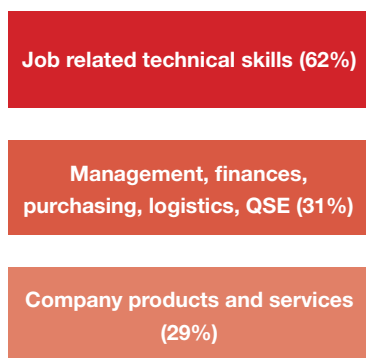 Job related technical skills (62%)
Management, finances,
purchasing, logistics, QSE (31%)
Company products and services
(29%)